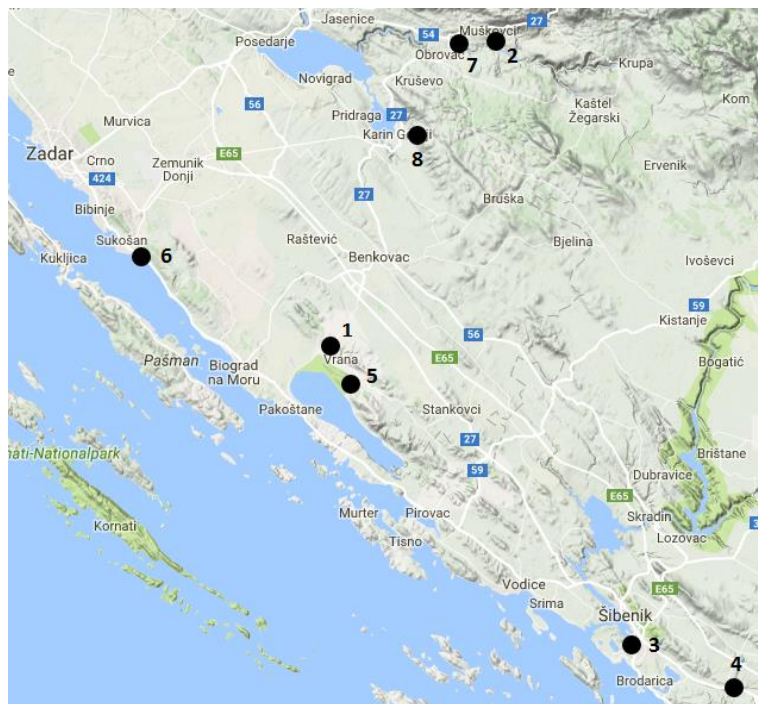 Jasenice
Muškovci
27
54
Posedarje
7
2
Obrovac
Krupa
Novigrad
Kruševo
Kaštel
Žegarski
Kom
56
Pridraga
27
Murvica
Karin Gornji
8
Zadar
Crno
Zemunik
Donji
E65
Ervenik
424
27
Bruška
Bibinje
Sukošan
Raštević
Bjelina
Kukljica
6
Benkovac
Ivoševci
59
Kistanje
1
56
Vrana
E65
Pašman
Biograd
na Moru
5
Bogatić
Pakoštane
Stankovci
27
nati-Nationalpark
59
Brištane
Dubravice
Kornati
Murter
Pirovac
E65
Skradin
Tisno
Lozovac
3
Vodice
E65
Srima
Šibenik
3
4
Brodarica